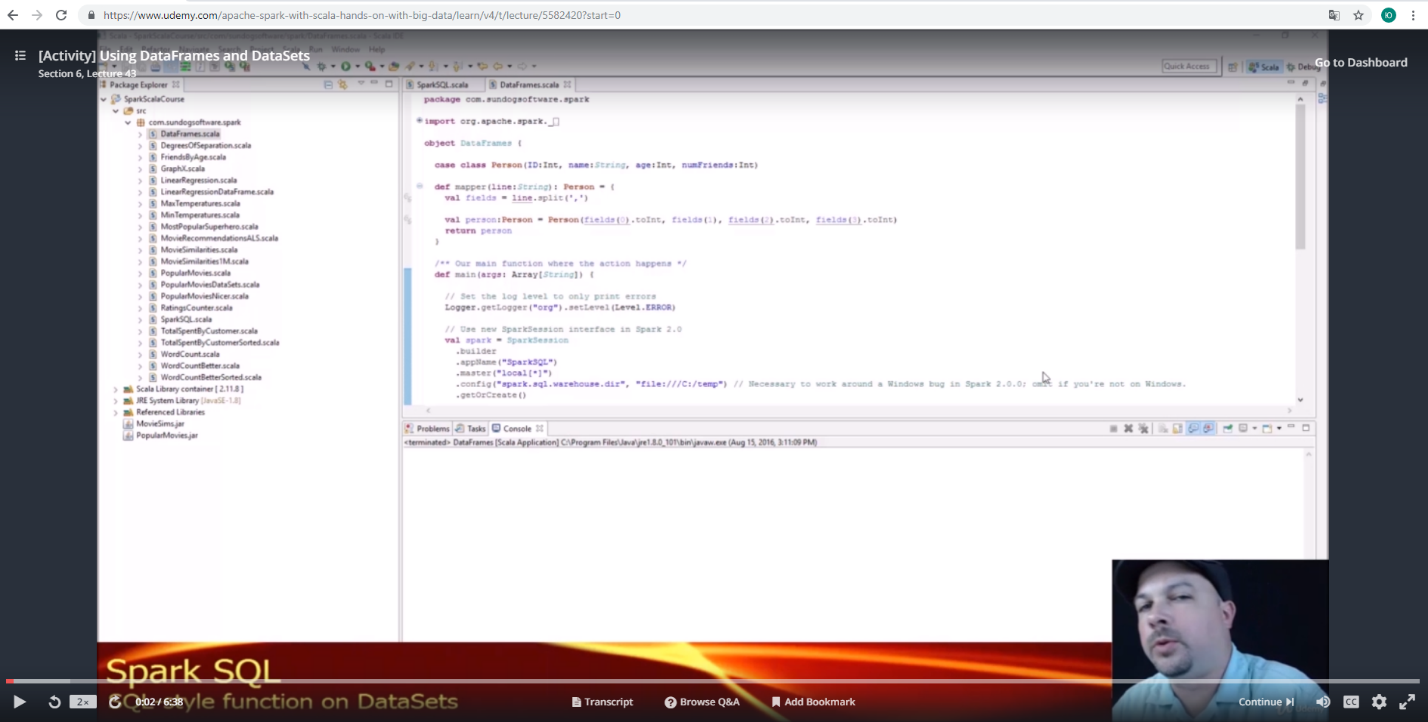 https://www.udemy.com/apache-spark-with-scala-hands-on-with-big-data/learn/v4/t/lecture/5582420?start=0
[Activity] Using DataFrames and DataSets
Section 6, Lecture 43
Go to Dashboard
Window Help
Quick Access
Scala
Debug
Package Explorer
SparkScalaCourse
src
com.sundogsoftware.spark
DataFrames.scala
DegreesOfSeparation.scala
FriendsByAge.scala
GraphX.scala
LinearRegression.scala
LinearRegressionDataFrame.scala
MaxTemperatures.scala
MinTemperatures.scala
MostPopularSuperhero.scala
MovieRecommendationsALS.scala
MovieSimilarities.scala
MovieSimilarities1M.scala
PopularMovies.scala
PopularMoviesDataSets.scala
PopularMoviesNicer.scala
RatingsCounter.scala
SparkSQL.scala
TotalSpentByCustomer.scala
TotalSpentByCustomerSorted.scala
WordCount.scala
WordCountBetter.scala
WordCountBetterSorted.scala
Scala Library container [ 2.11.8 ]
JRE System Library [JavaSE-1.8]
Referenced Libraries
MovieSims.jar
PopularMovies.jar
SparkSQL.scala DataFrames.scala
package com.sundogsoftware.spark
import org.apache.spark._
object DataFrames {
case class Person(ID:Int, name:String, age:Int, numFriends:Int)
def mapper(line:String): Person = {
val fields = line.split(',')
val person:Person = Person(fields(0).toInt, fields(1), fields(2).toInt, fields(3).toInt)
return person
}
/** Our main function where the action happens */
def main(args: Array[String]) {
// Set the log level to only print errors
Logger.getLogger("org").setLevel(Level.ERROR)
// Use new SparkSession interface in Spark 2.0
val spark = SparkSession
.builder
.appName("SparkSQL")
.master("local[*]")
.config("spark.sql.warehouse.dir", "file:///C:/temp") // Necessary to work around a Windows bug in Spark 2.0.0; omit if you're not on Windows.
.getOrCreate()
Problems Tasks Console
<terminated> DataFrames [Scala Application] C:\Program Files\Java\jre1.8.0_101\bin\javaw.exe (Aug 15, 2016, 3:11:09 PM)
Spark SQL
SQL-style function on DataSets
2x
0:02 / 6:38
Transcript
Browse Q&A
Add Bookmark
Continue
CC